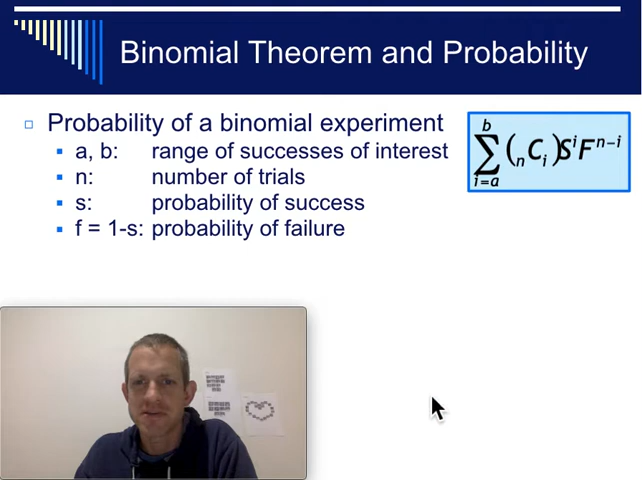 Binomial Theorem and Probability
Probability of a binomial experiment
a, b: range of successes of interest
n: number of trials
s: probability of success
f = 1-s: probability of failure
b
∑ (ₙCᵢ)SⁱFⁿ⁻ⁱ
i=a